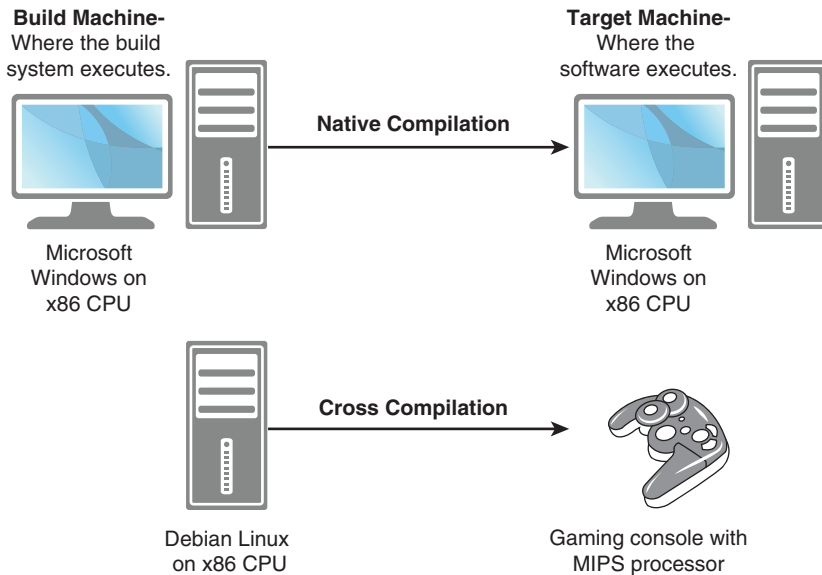 Build Machine-
Where the build
system executes.
Target Machine-
Where the
software executes.
Native Compilation
Microsoft
Windows on
x86 CPU
Microsoft
Windows on
x86 CPU
Cross Compilation
Debian Linux
on x86 CPU
Gaming console with
MIPS processor